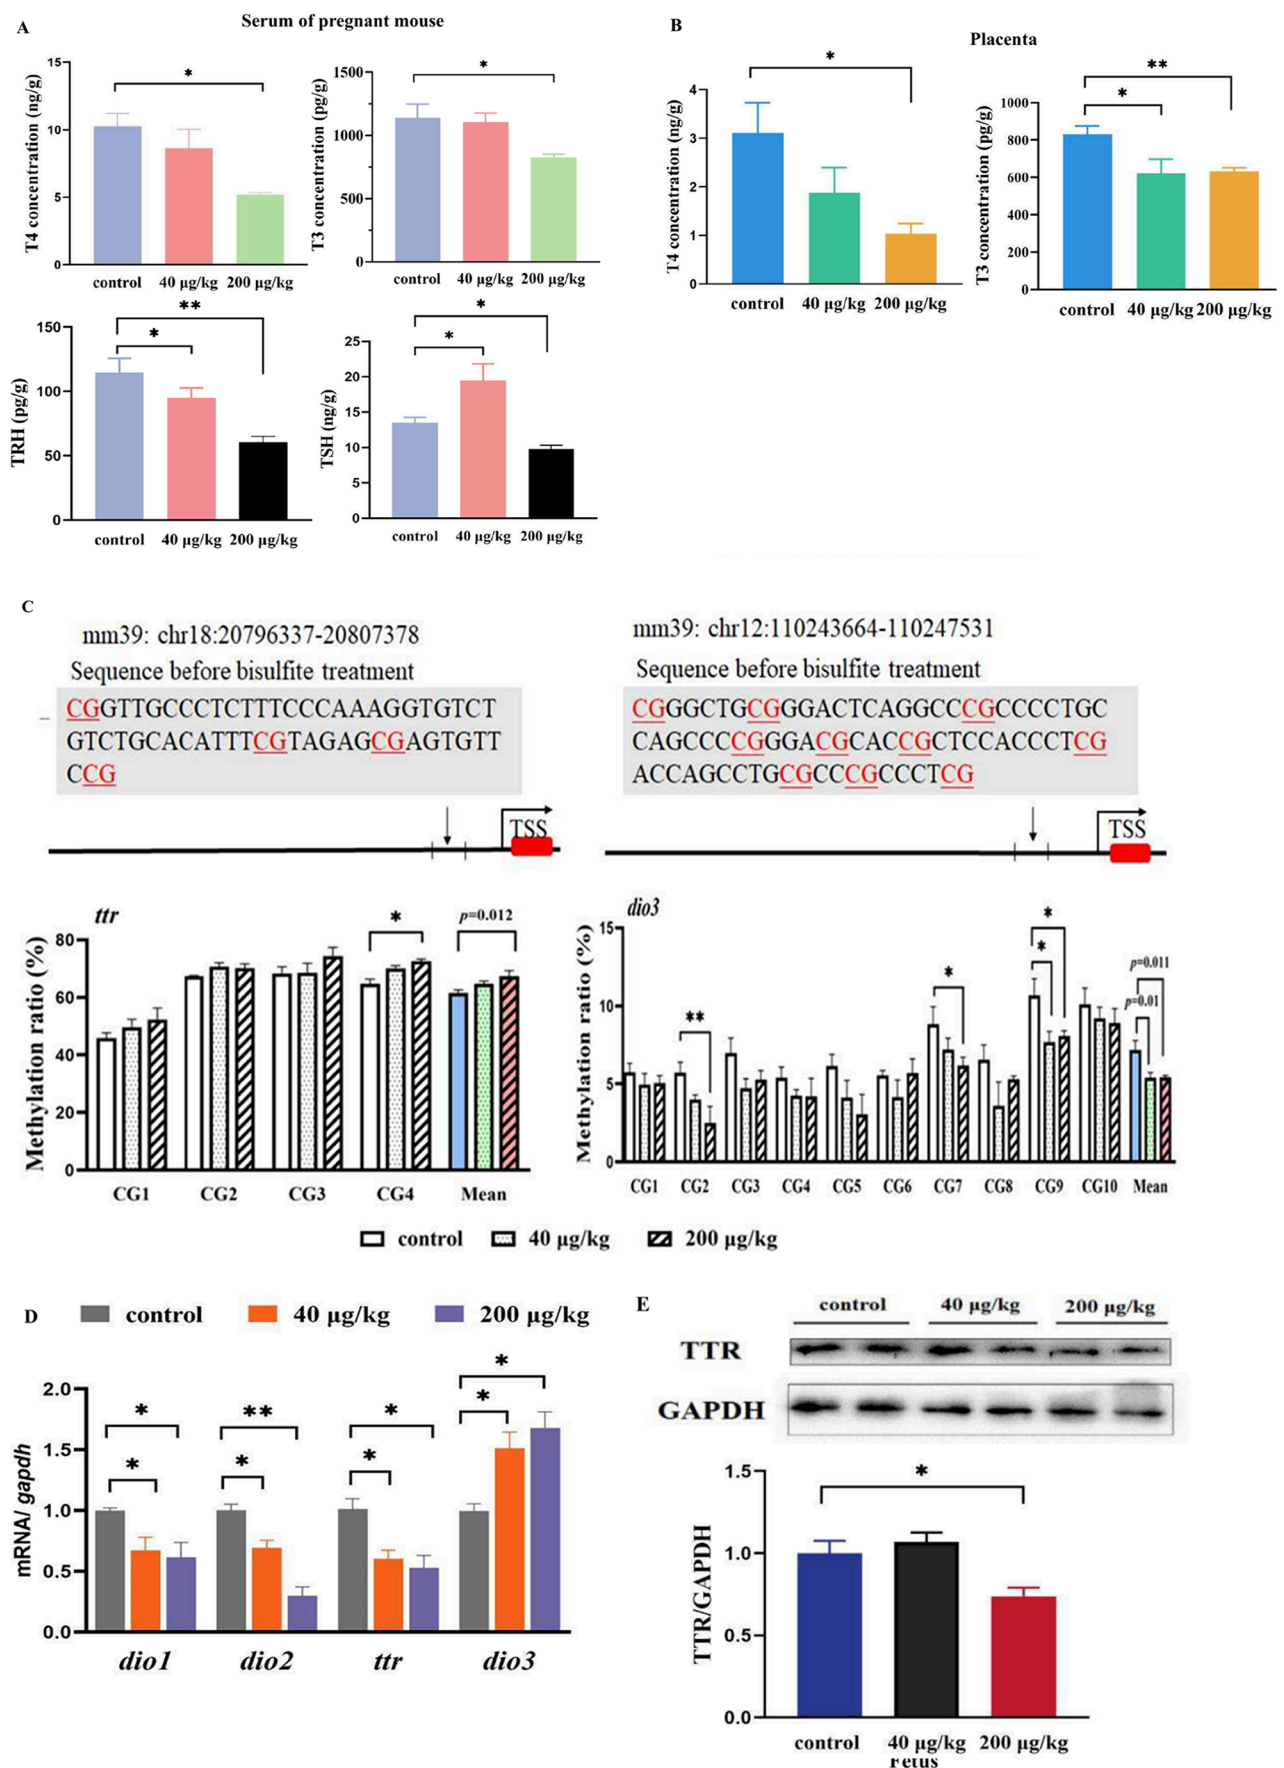 A
Serum of pregnant mouse
T4 concentration (ng/g)
15
10
5
0
*
control
40 μg/kg
200 μg/kg
T3 concentration (pg/g)
1500
1000
500
0
*
control
40 μg/kg
200 μg/kg
TRH (pg/g)
150
100
50
0
**
*
control
40 μg/kg
200 μg/kg
TSH (ng/g)
25
20
15
10
5
0
*
*
control
40 μg/kg
200 μg/kg
B
Placenta
T4 concentration (ng/g)
4
3
2
1
0
*
control
40 μg/kg
200 μg/kg
T3 concentration (pg/g)
1000
800
600
400
200
0
**
*
control
40 μg/kg
200 μg/kg
C
mm39: chr18:20796337-20807378
Sequence before bisulfite treatment
CGGTTGCCCTCTTTCCCAAAGGTGTCT
GTCTGCACATTTCGTAGAGCGAGTGTT
CCG
TSS
mm39: chr12:110243664-110247531
Sequence before bisulfite treatment
CGGGCTGCGGGACTCAGGCCCGCCCCTGC
CAGCCCCGGGACGCACCGCTCCACCCTCG
ACCAGCCTGCGCCCGCCCTCG
TSS
ttr
Methylation ratio (%)
80
60
40
20
0
*
p=0.012
CG1
CG2
CG3
CG4
Mean
dio3
Methylation ratio (%)
15
10
5
0
**
*
*
*
p=0.011
p=0.01
CG1
CG2
CG3
CG4
CG5
CG6
CG7
CG8
CG9
CG10
Mean
control
40 μg/kg
200 μg/kg
D
control
40 μg/kg
200 μg/kg
mRNA/ gapdh
2.0
1.5
1.0
0.5
0.0
*
*
**
*
*
*
*
*
dio1
dio2
ttr
dio3
E
control
40 μg/kg
200 μg/kg
TTR
GAPDH
TTR/GAPDH
1.5
1.0
0.5
0.0
*
control
40 μg/kg
200 μg/kg
Fetus